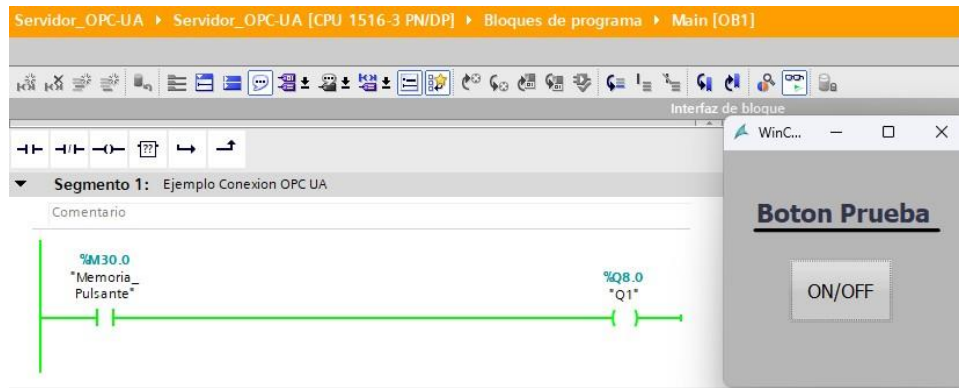 Servidor_OPC-UA ▸ Servidor_OPC-UA [CPU 1516-3 PN/DP] ▸ Bloques de programa ▸ Main [OB1]
Interfaz de bloque
WinC...
??
Segmento 1: Ejemplo Conexion OPC UA
Comentario
Boton Prueba
%M30.0
"Memoria_
Pulsante"
%Q8.0
"Q1"
ON/OFF